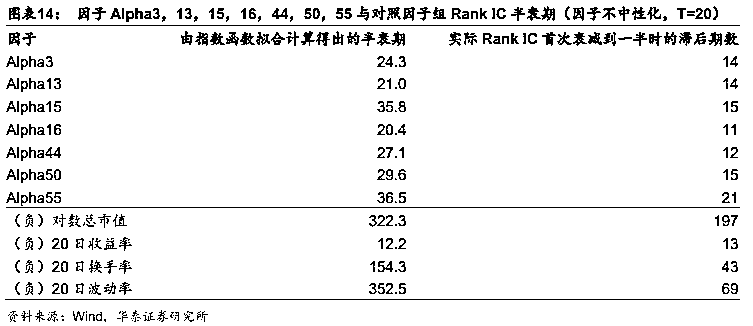 图表14： 因子 Alpha3，13，15，16，44，50，55 与对照因子组 Rank IC 半衰期（因子不中性化，T=20）
因子 由指数函数拟合计算得出的半衰期 实际 Rank IC 首次衰减到一半时的滞后期数
Alpha3 24.3 14
Alpha13 21.0 14
Alpha15 35.8 15
Alpha16 20.4 11
Alpha44 27.1 12
Alpha50 29.6 15
Alpha55 36.5 21
（负）对数总市值 322.3 197
（负）20 日收益率 12.2 13
（负）20 日换手率 154.3 43
（负）20 日波动率 352.5 69
资料来源：Wind，华泰证券研究所